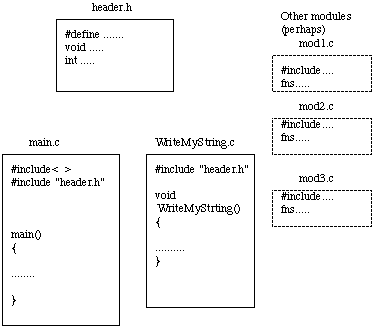 header.h
#define .......
void .....
int .....
Other modules
(perhaps)
mod1.c
#include ....
fns.....
mod2.c
#include ....
fns.....
mod3.c
#include ....
fns.....
main.c
#include< >
#include "header.h"
main()
{
........
}
WriteMyString.c
#include "header.h"
void
WriteMyStrting()
{
..........
}